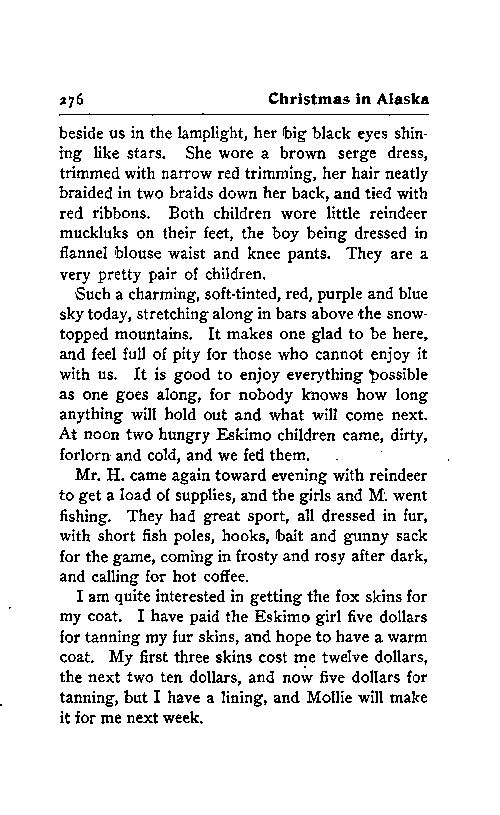 276 Christmas in Alaska
beside us in the lamplight, her big black eyes shin-
ing like stars. She wore a brown serge dress,
trimmed with narrow red trimming, her hair neatly
braided in two braids down her back, and tied with
red ribbons. Both children wore little reindeer
muckluks on their feet, the boy being dressed in
flannel blouse waist and knee pants. They are a
very pretty pair of children.
Such a charming, soft-tinted, red, purple and blue
sky today, stretching along in bars above the snow-
topped mountains. It makes one glad to be here,
and feel full of pity for those who cannot enjoy it
with us. It is good to enjoy everything possible
as one goes along, for nobody knows how long
anything will hold out and what will come next.
At noon two hungry Eskimo children came, dirty,
forlorn and cold, and we fed them.
Mr. H. came again toward evening with reindeer
to get a load of supplies, and the girls and M. went
fishing. They had great sport, all dressed in fur,
with short fish poles, hooks, bait and gunny sack
for the game, coming in frosty and rosy after dark,
and calling for hot coffee.
I am quite interested in getting the fox skins for
my coat. I have paid the Eskimo girl five dollars
for tanning my fur skins, and hope to have a warm
coat. My first three skins cost me twelve dollars,
the next two ten dollars, and now five dollars for
tanning, but I have a lining, and Mollie will make
it for me next week.